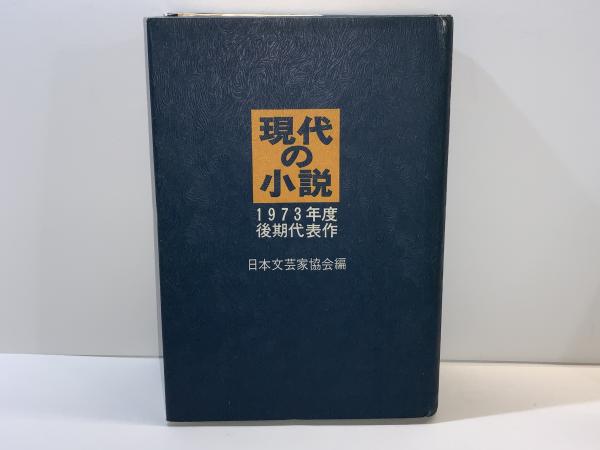 現代
の
小説
1973年度
後期代表作
日本文芸家協会編